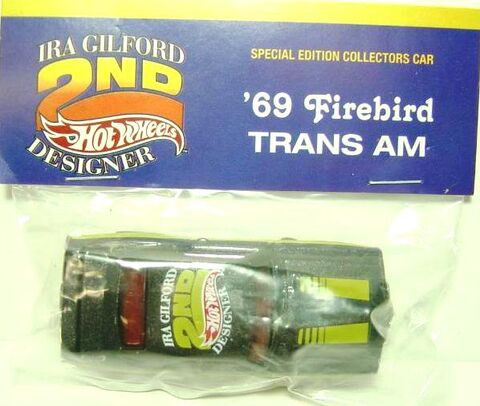 IRA GILFORD
2ND
Hot Wheels
DESIGNER
SPECIAL EDITION COLLECTORS CAR
'69 Firebird
TRANS AM
IRA GILFORD
2ND
Hot Wheels
DESIGNER